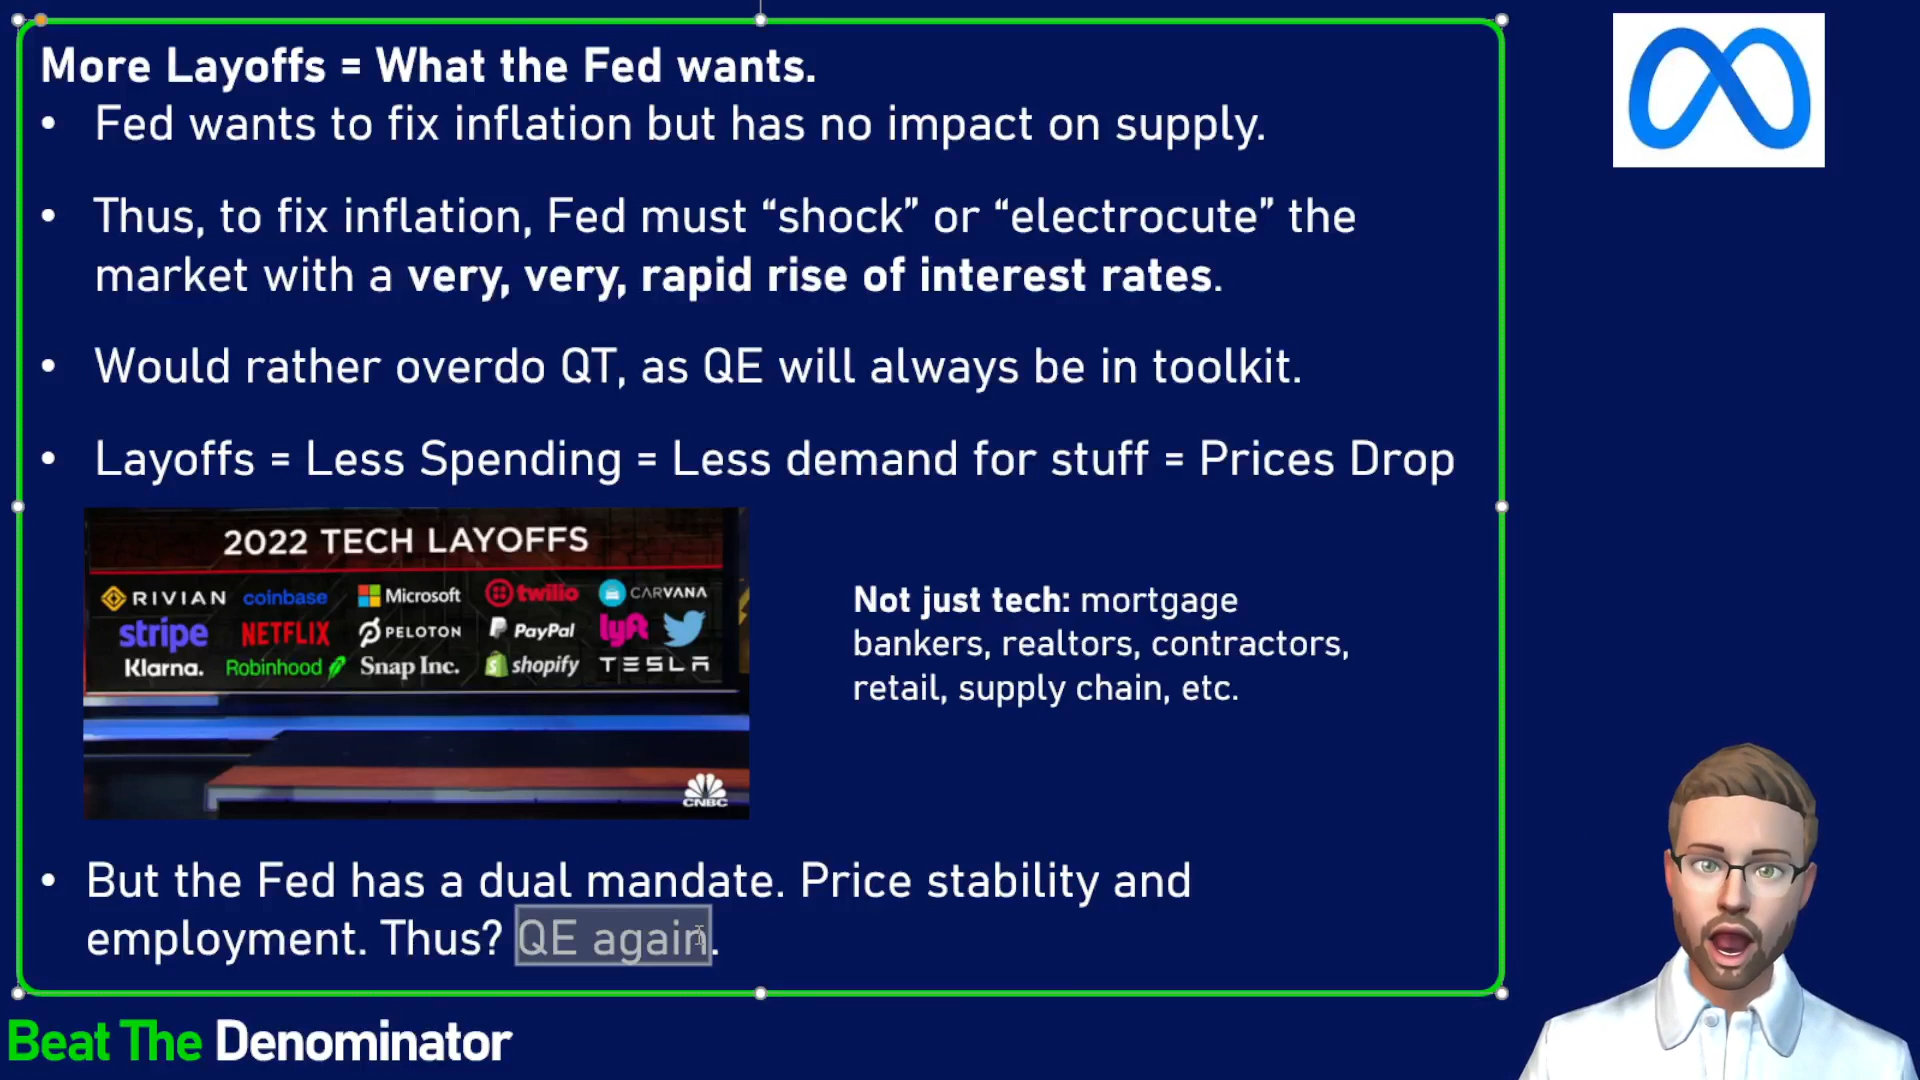 More Layoffs = What the Fed wants.
• Fed wants to fix inflation but has no impact on supply.
• Thus, to fix inflation, Fed must “shock” or “electrocute” the
market with a very, very, rapid rise of interest rates.
• Would rather overdo QT, as QE will always be in toolkit.
• Layoffs = Less Spending = Less demand for stuff = Prices Drop
2022 TECH LAYOFFS
RIVIAN coinbase Microsoft twilio CARVANA
stripe NETFLIX PELOTON PayPal lyft
Klarna. Robinhood Snap Inc. shopify TESLA
CNBC
Not just tech: mortgage
bankers, realtors, contractors,
retail, supply chain, etc.
• But the Fed has a dual mandate. Price stability and
employment. Thus? QE again.
Beat The Denominator